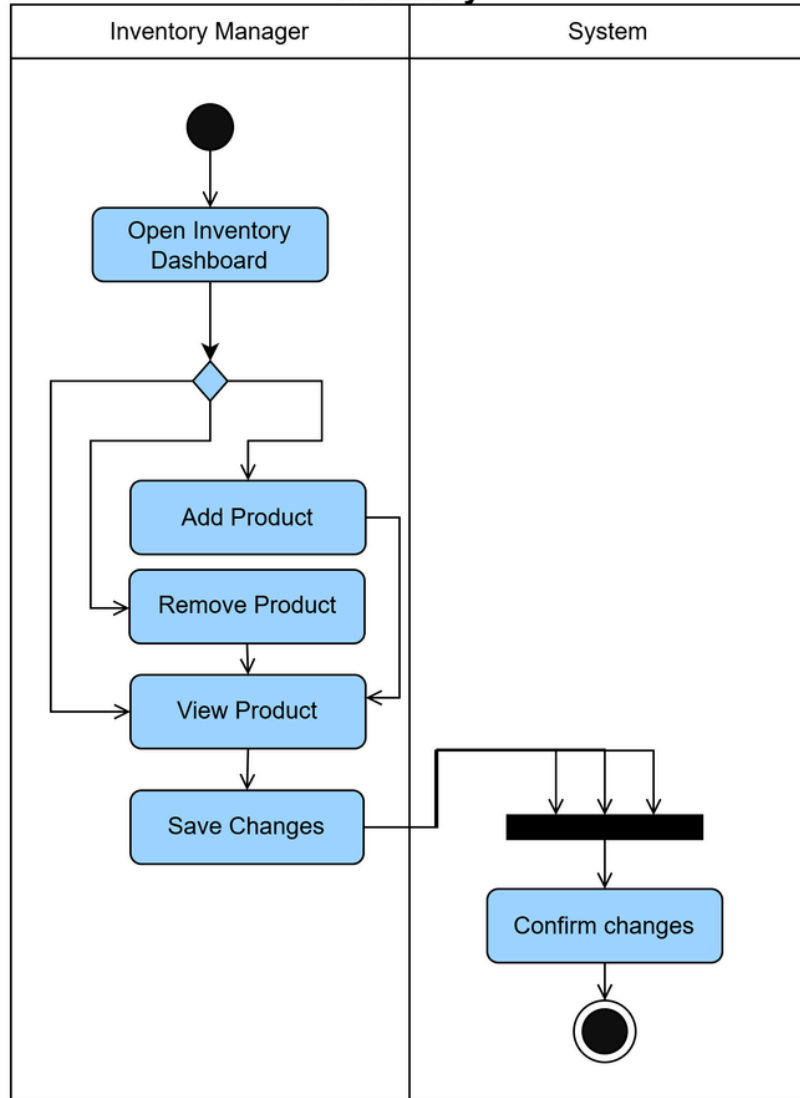 Inventory Manager
System
Open Inventory
Dashboard
Add Product
Remove Product
View Product
Save Changes
Confirm changes